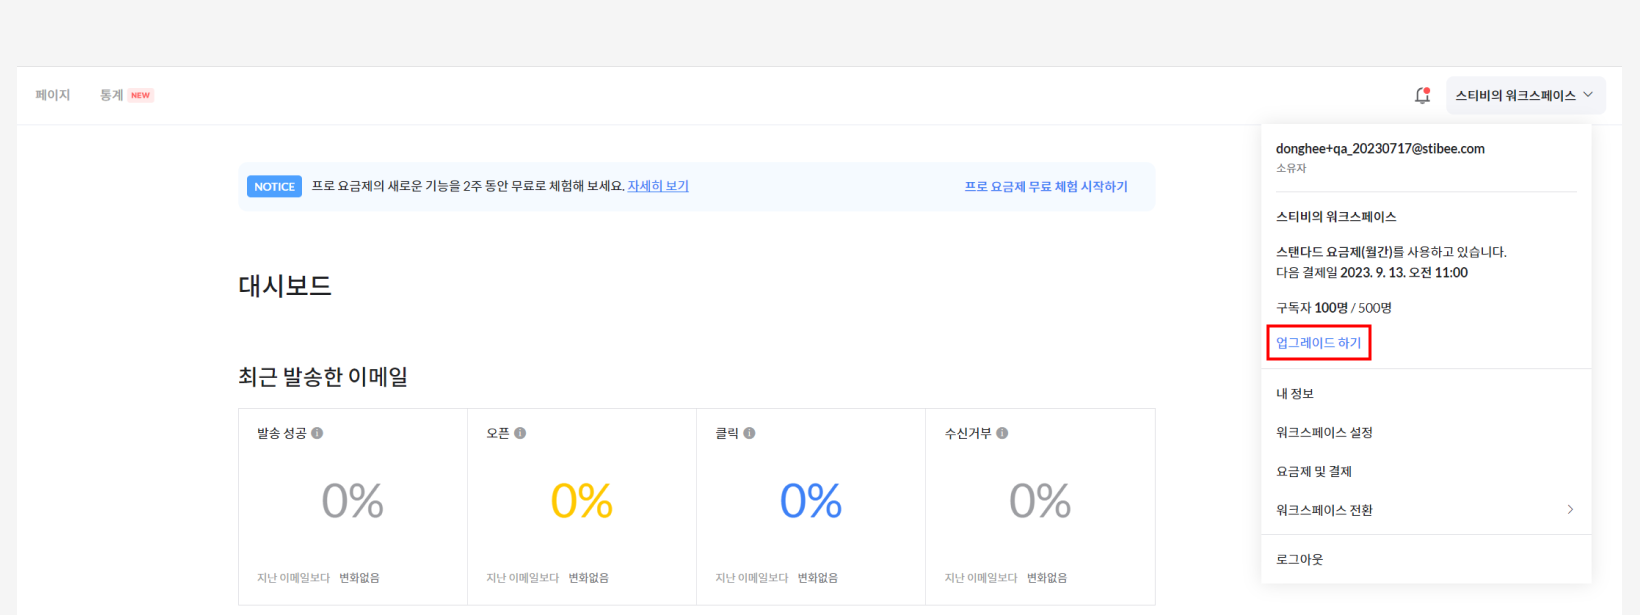 페이지 통계 NEW
스티비의 워크스페이스
NOTICE 프로 요금제의 새로운 기능을 2주 동안 무료로 체험해 보세요. 자세히 보기 프로 요금제 무료 체험 시작하기
대시보드
최근 발송한 이메일
발송 성공
0%
지난 이메일보다 변화없음
오픈
0%
지난 이메일보다 변화없음
클릭
0%
지난 이메일보다 변화없음
수신거부
0%
지난 이메일보다 변화없음
donghee+qa_20230717@stibee.com
소유자
스티비의 워크스페이스
스탠다드 요금제(월간)를 사용하고 있습니다.
다음 결제일 2023. 9. 13. 오전 11:00
구독자 100명 / 500명
업그레이드 하기
내 정보
워크스페이스 설정
요금제 및 결제
워크스페이스 전환
로그아웃